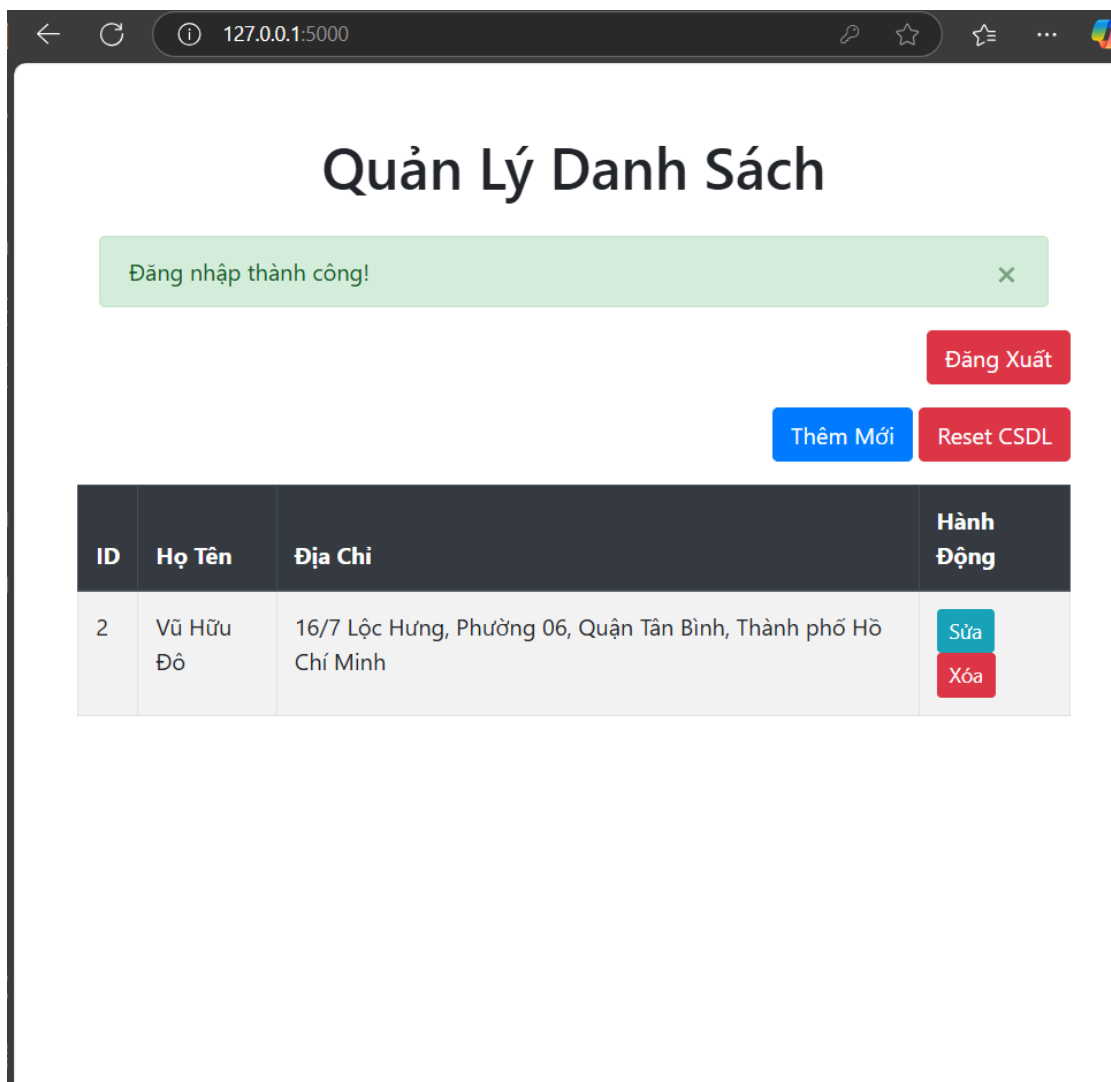 127.0.0.1:5000
Quản Lý Danh Sách
Đăng nhập thành công! ×
Đăng Xuất
Thêm Mới Reset CSDL
ID Họ Tên Địa Chỉ Hành Động
2 Vũ Hữu Đô 16/7 Lộc Hưng, Phường 06, Quận Tân Bình, Thành phố Hồ
Chí Minh
Sửa
Xóa